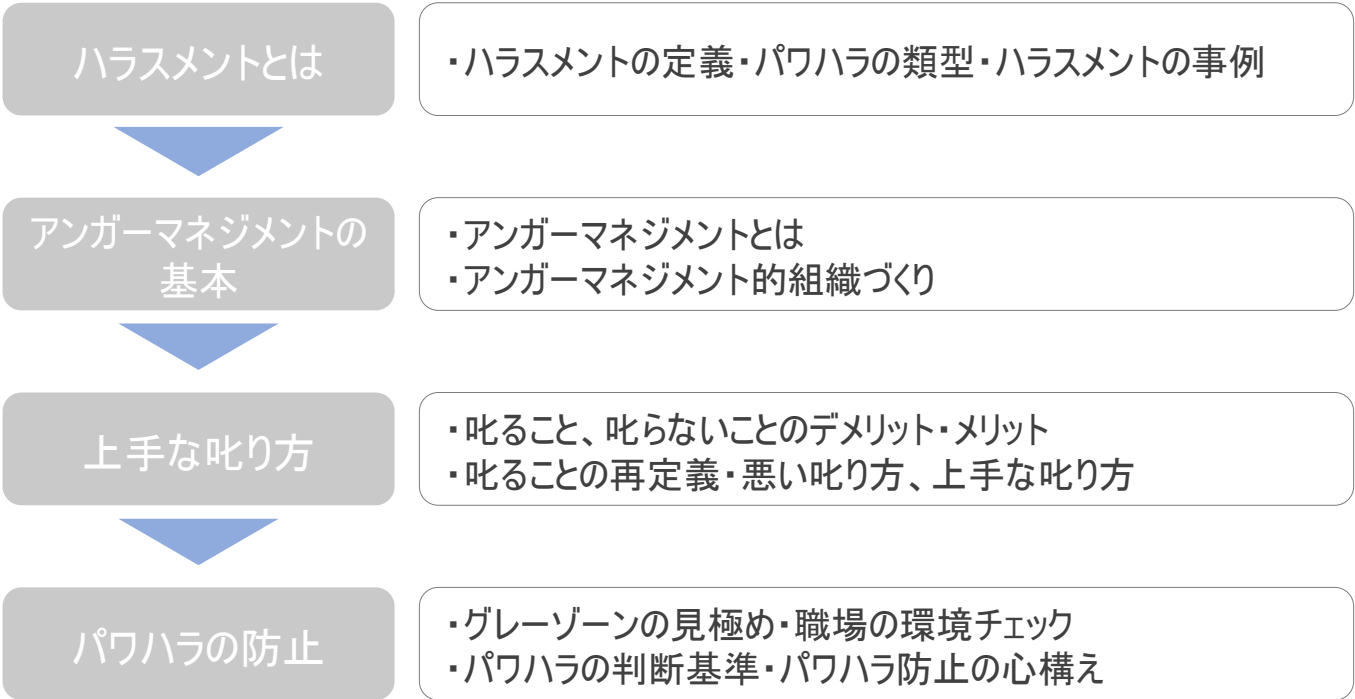 ハラスメントとは
・ハラスメントの定義・パワハラの類型・ハラスメントの事例
アンガーマネジメントの
基本
・アンガーマネジメントとは
・アンガーマネジメント的組織づくり
上手な叱り方
・叱ること、叱らないことのデメリット・メリット
・叱ることの再定義・悪い叱り方、上手な叱り方
パワハラの防止
・グレーゾーンの見極め・職場の環境チェック
・パワハラの判断基準・パワハラ防止の心構え